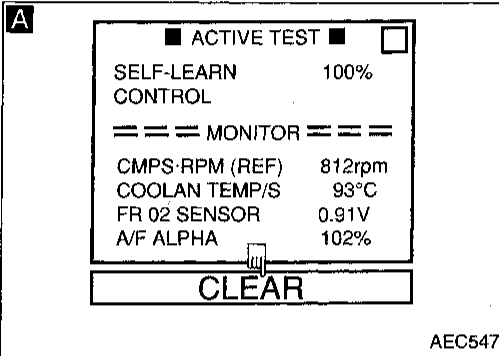 A
■ ACTIVE TEST ■
SELF-LEARN 100%
CONTROL
=== MONITOR ===
CMPS·RPM (REF) 812rpm
COOLAN TEMP/S 93°C
FR 02 SENSOR 0.91V
A/F ALPHA 102%
CLEAR
AEC547